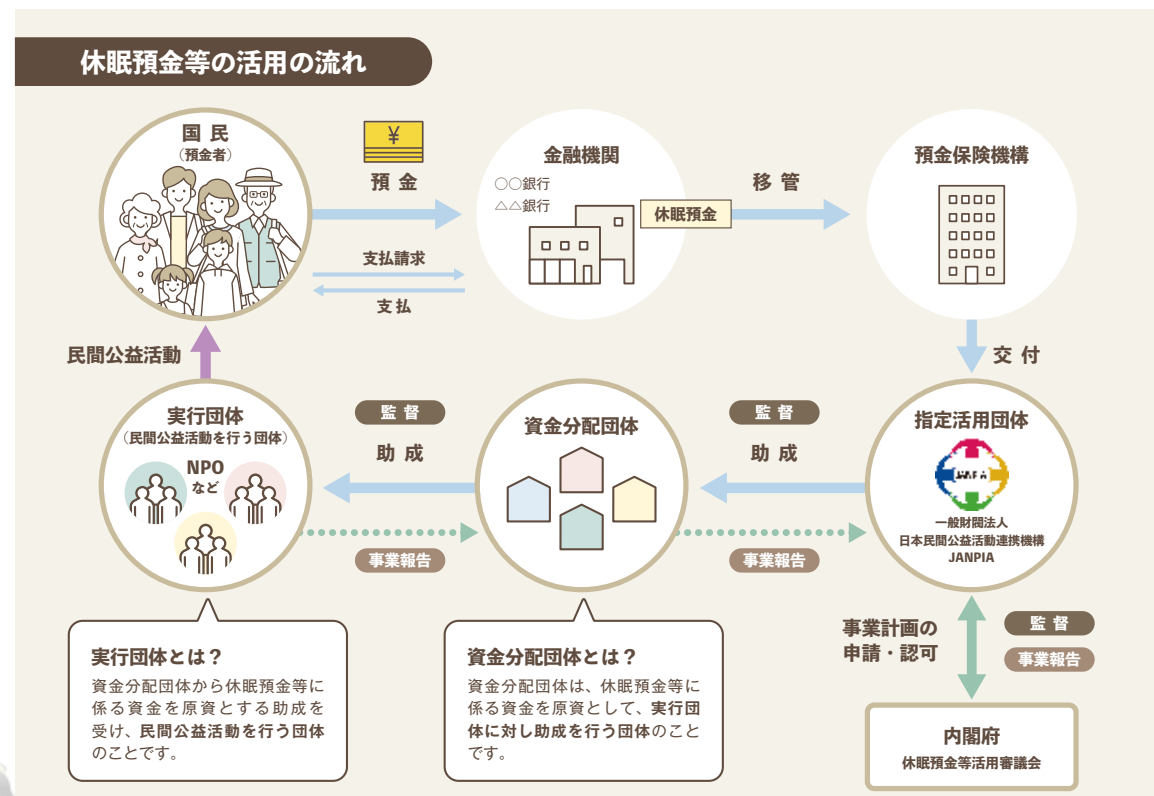 休眠預金等の活用の流れ
国民
（預金者）
¥
預金
金融機関
○○銀行
△△銀行
休眠預金
移管
預金保険機構
支払請求
支払
民間公益活動
交付
実行団体
（民間公益活動を行う団体）
NPO
など
監督
助成
事業報告
資金分配団体
監督
助成
事業報告
指定活用団体
JANPIA
一般財団法人
日本民間公益活動連携機構
JANPIA
実行団体とは？
資金分配団体から休眠預金等に
係る資金を原資とする助成を
受け、民間公益活動を行う団体
のことです。
資金分配団体とは？
資金分配団体は、休眠預金等に
係る資金を原資として、実行団
体に対し助成を行う団体のこと
です。
事業計画の
申請・認可
監督
事業報告
内閣府
休眠預金等活用審議会